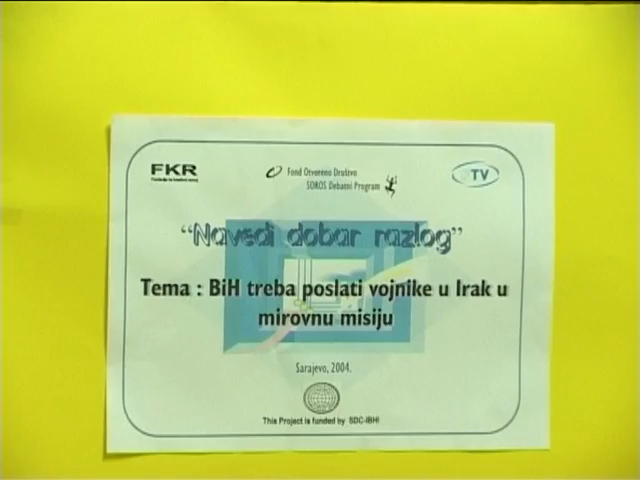 FKR
Fond Otvoreno Društvo
SOROS Debatni Program
TV
“Navedi dobar razlog”
Tema : BiH treba poslati vojnike u Irak u
mirovnu misiju
Sarajevo, 2004.
This Project is funded by SDC-IBHI